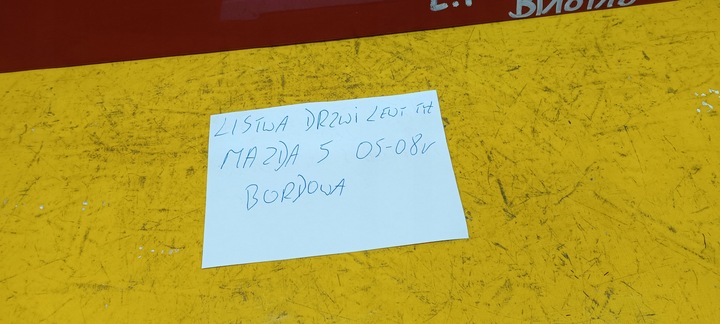 LISTWA DRZWI LEWY TYŁ
MAZDA 5 05-08r
BORDOWA